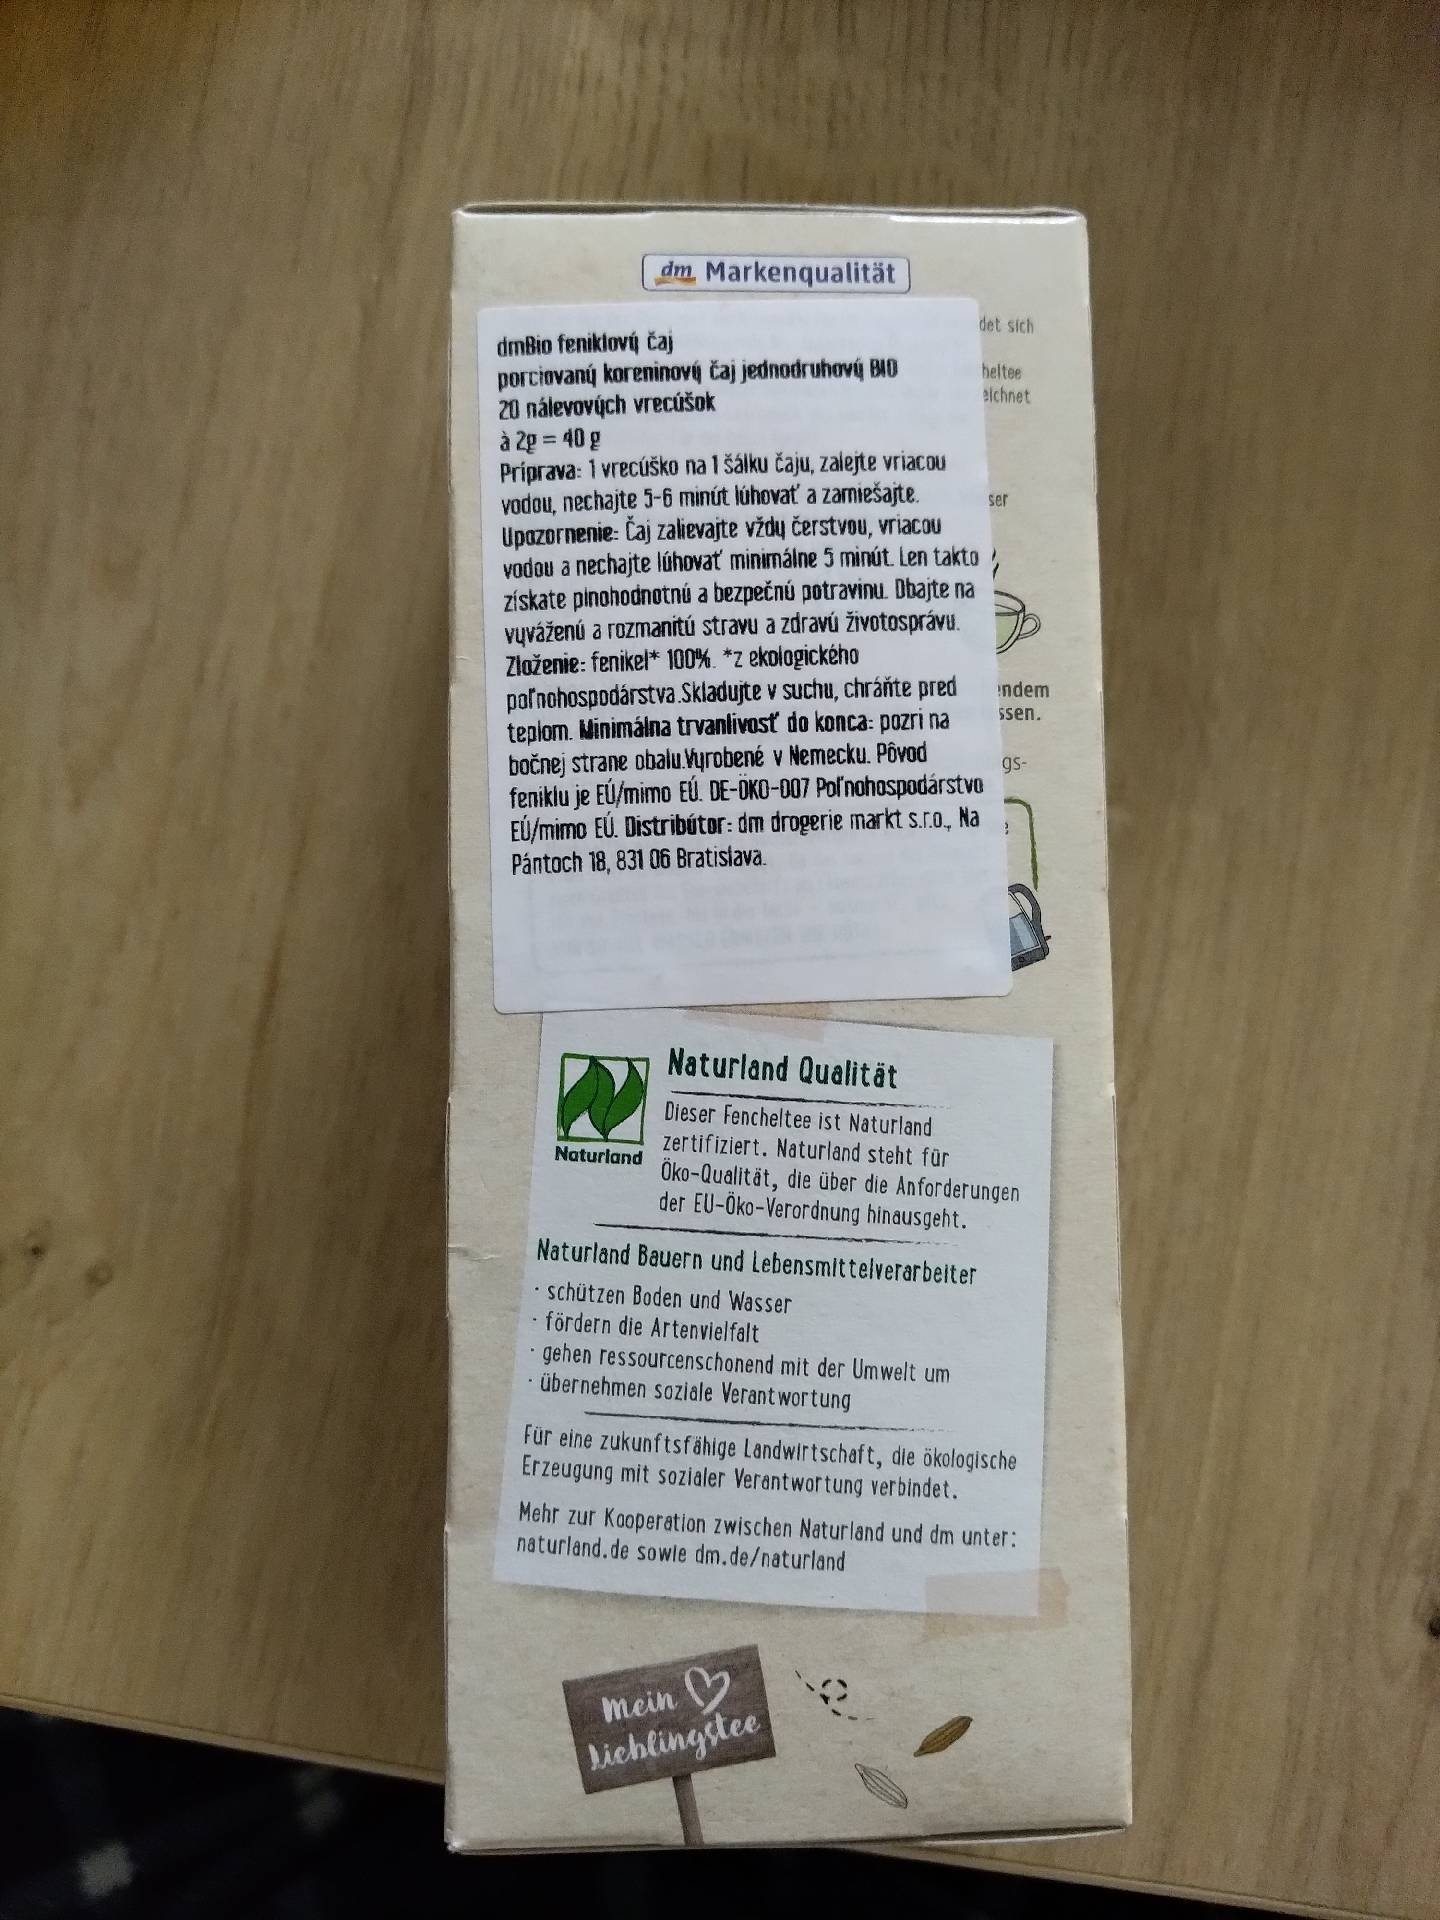 dm Markenqualität
dmBio feniklový čaj
porciovaný koreninový čaj jednodruhový BIO
20 nálevových vrecúšok
à 2g = 40 g
Príprava: 1 vrecúško na 1 šálku čaju, zalejte vriacou
vodou, nechajte 5-6 minút lúhovať a zamiešajte.
Upozornenie: Čaj zalievajte vždy čerstvou, vriacou
vodou a nechajte lúhovať minimálne 5 minút. Len takto
získate plnohodnotnú a bezpečnú potravinu. Dbajte na
vyváženú a rozmanitú stravu a zdravú životosprávu.
Zloženie: fenikel* 100%. *z ekologického
poľnohospodárstva.Skladujte v suchu, chráňte pred
teplom. Minimálna trvanlivosť do konca: pozri na
bočnej strane obalu.Vyrobené v Nemecku. Pôvod
feniklu je EÚ/mimo EÚ. DE-ÖKO-007 Poľnohospodárstvo
EÚ/mimo EÚ. Distribútor: dm drogerie markt s.r.o., Na
Pántoch 18, 831 06 Bratislava.
det sich
heltee
eichnet
ser
endem
ssen.
gs-
Naturland
Naturland Qualität
Dieser Fencheltee ist Naturland
zertifiziert. Naturland steht für
Öko-Qualität, die über die Anforderungen
der EU-Öko-Verordnung hinausgeht.
Naturland Bauern und Lebensmittelverarbeiter
· schützen Boden und Wasser
· fördern die Artenvielfalt
· gehen ressourcenschonend mit der Umwelt um
· übernehmen soziale Verantwortung
Für eine zukunftsfähige Landwirtschaft, die ökologische
Erzeugung mit sozialer Verantwortung verbindet.
Mehr zur Kooperation zwischen Naturland und dm unter:
naturland.de sowie dm.de/naturland
mein
Lieblingstee